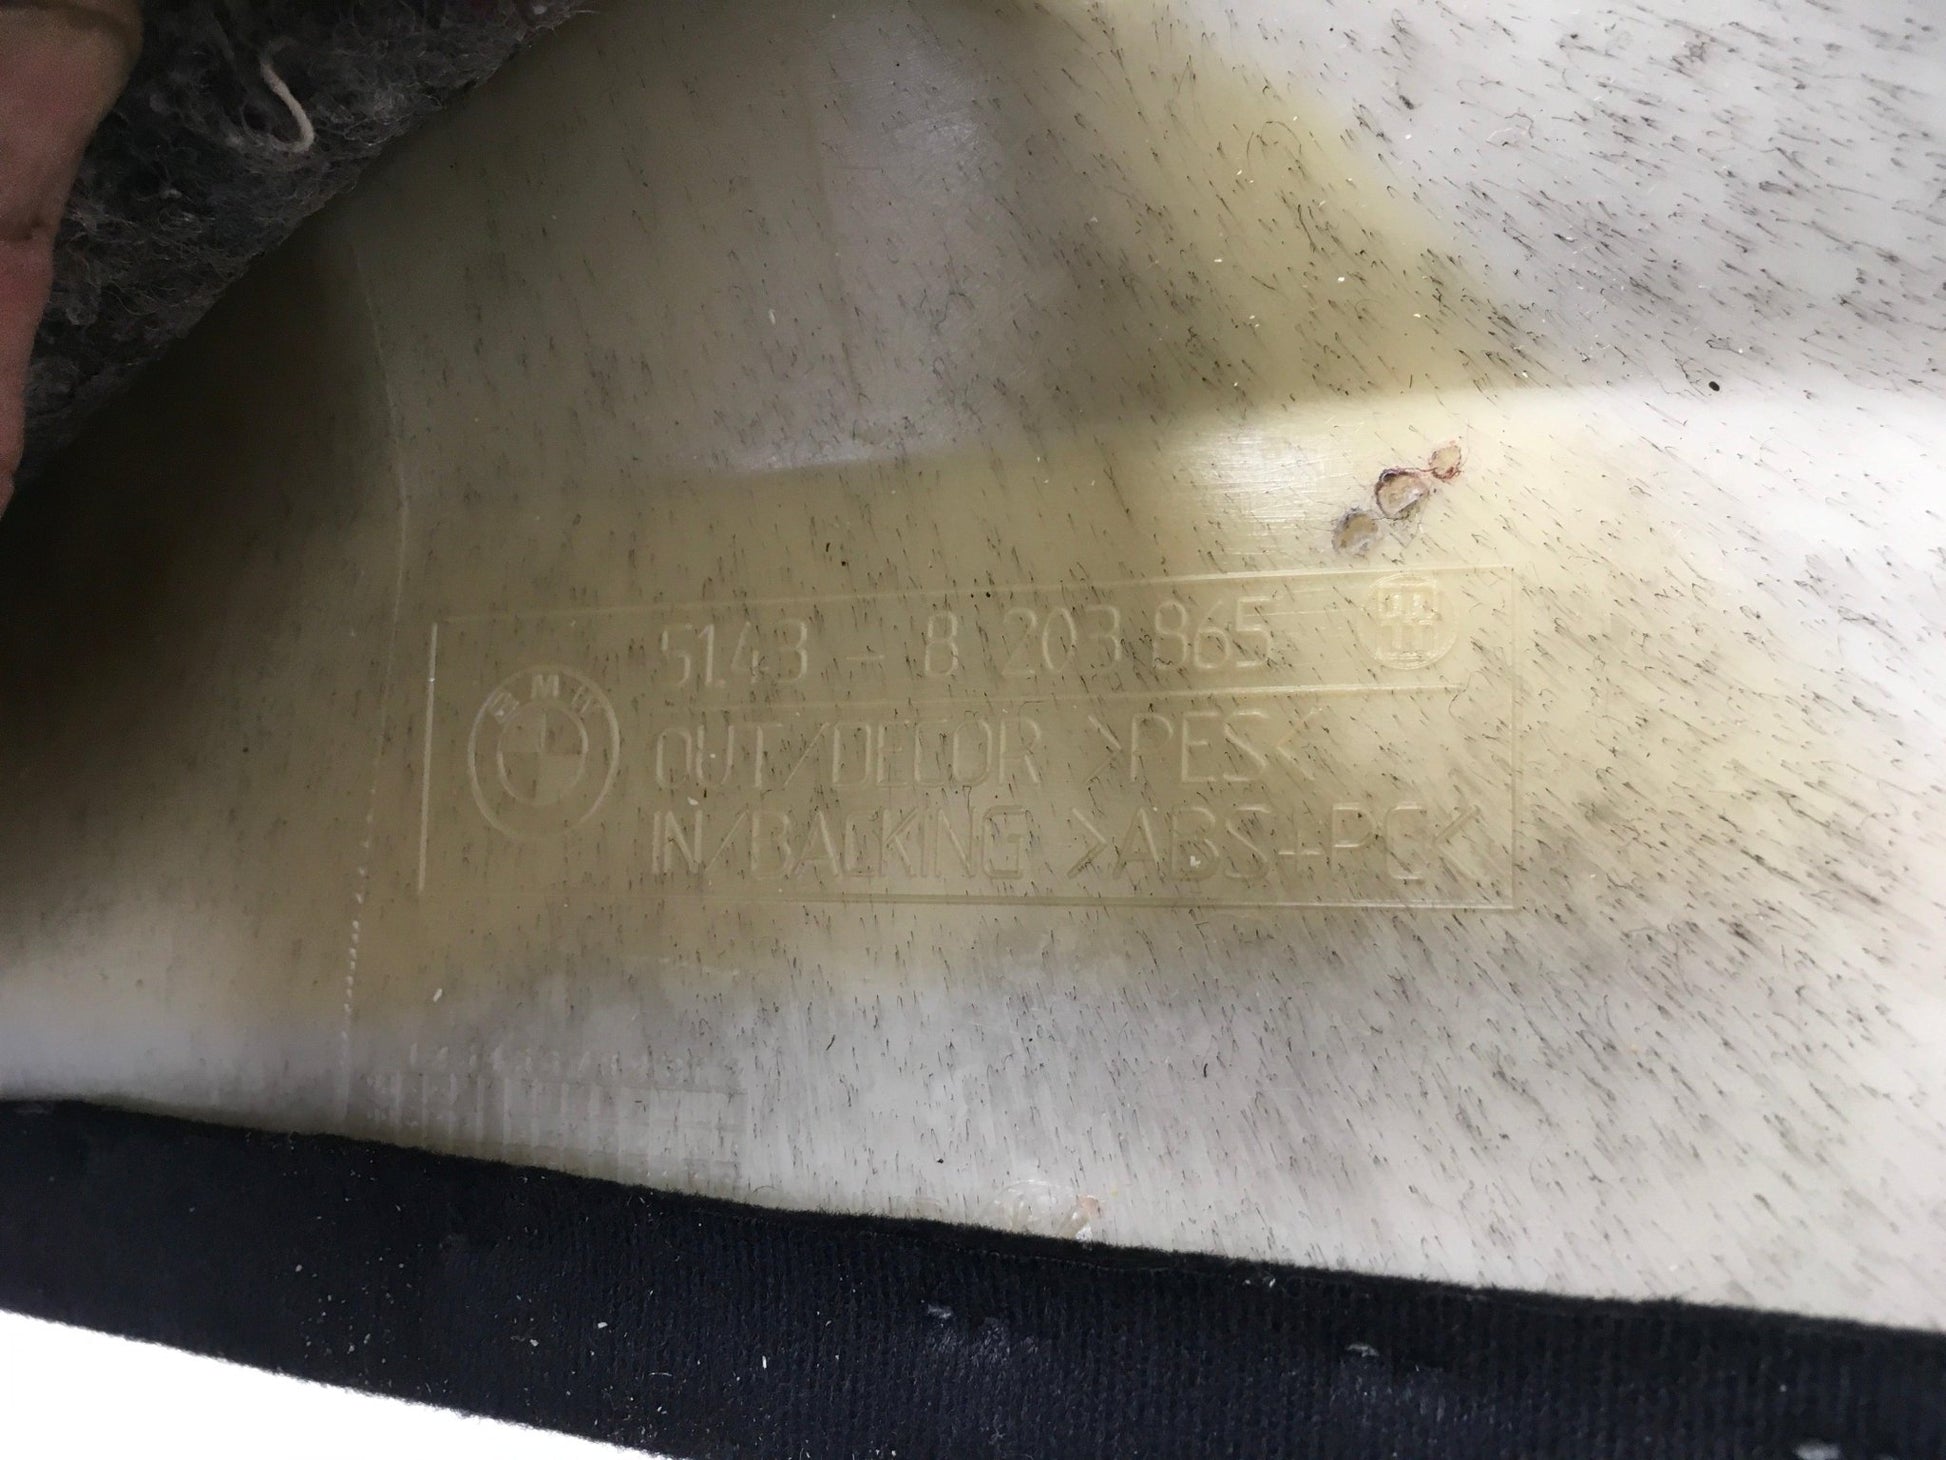 5143 - 8 203 865
BMW
OUT/DECOR >PES<
IN/BACKING >ABS+PC<